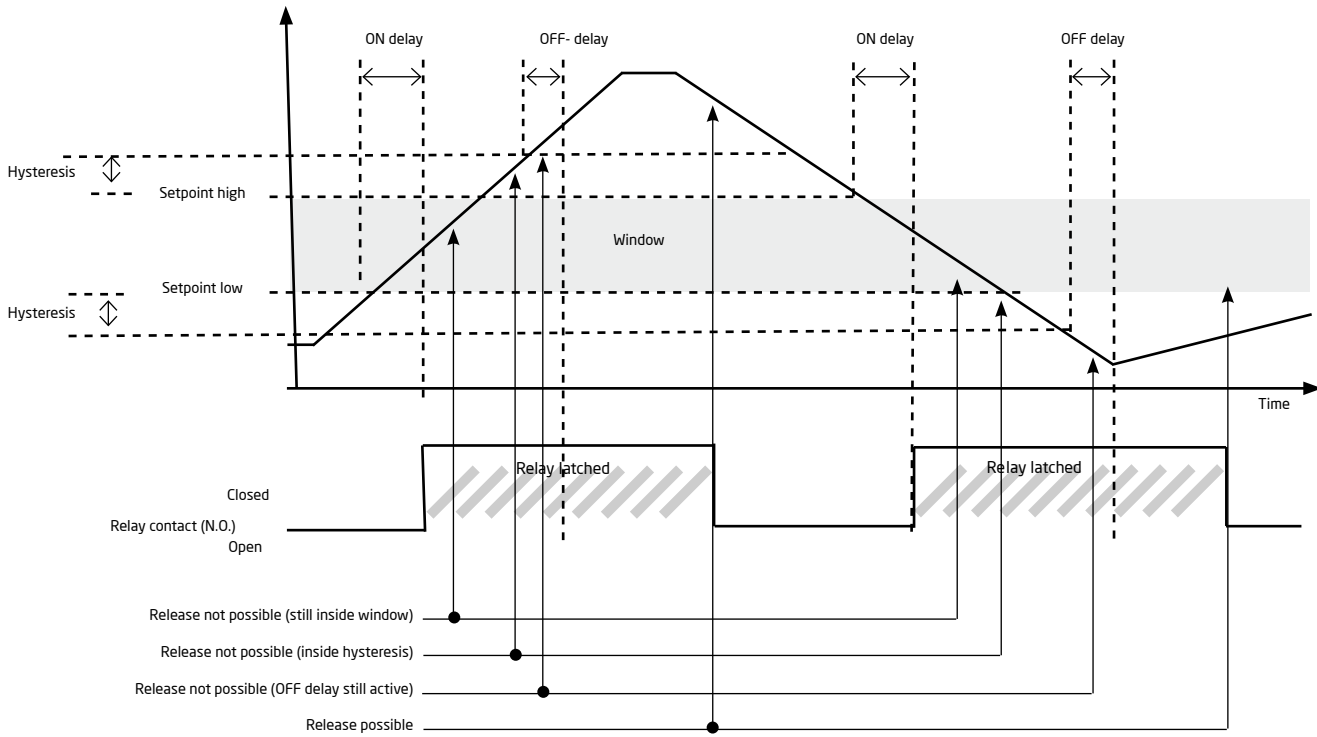 ON delay
OFF- delay
ON delay
OFF delay
Hysteresis
Setpoint high
Window
Setpoint low
Hysteresis
Time
Relay latched
Relay latched
Closed
Relay contact (N.O.)
Open
Release not possible (still inside window)
Release not possible (inside hysteresis)
Release not possible (OFF delay still active)
Release possible